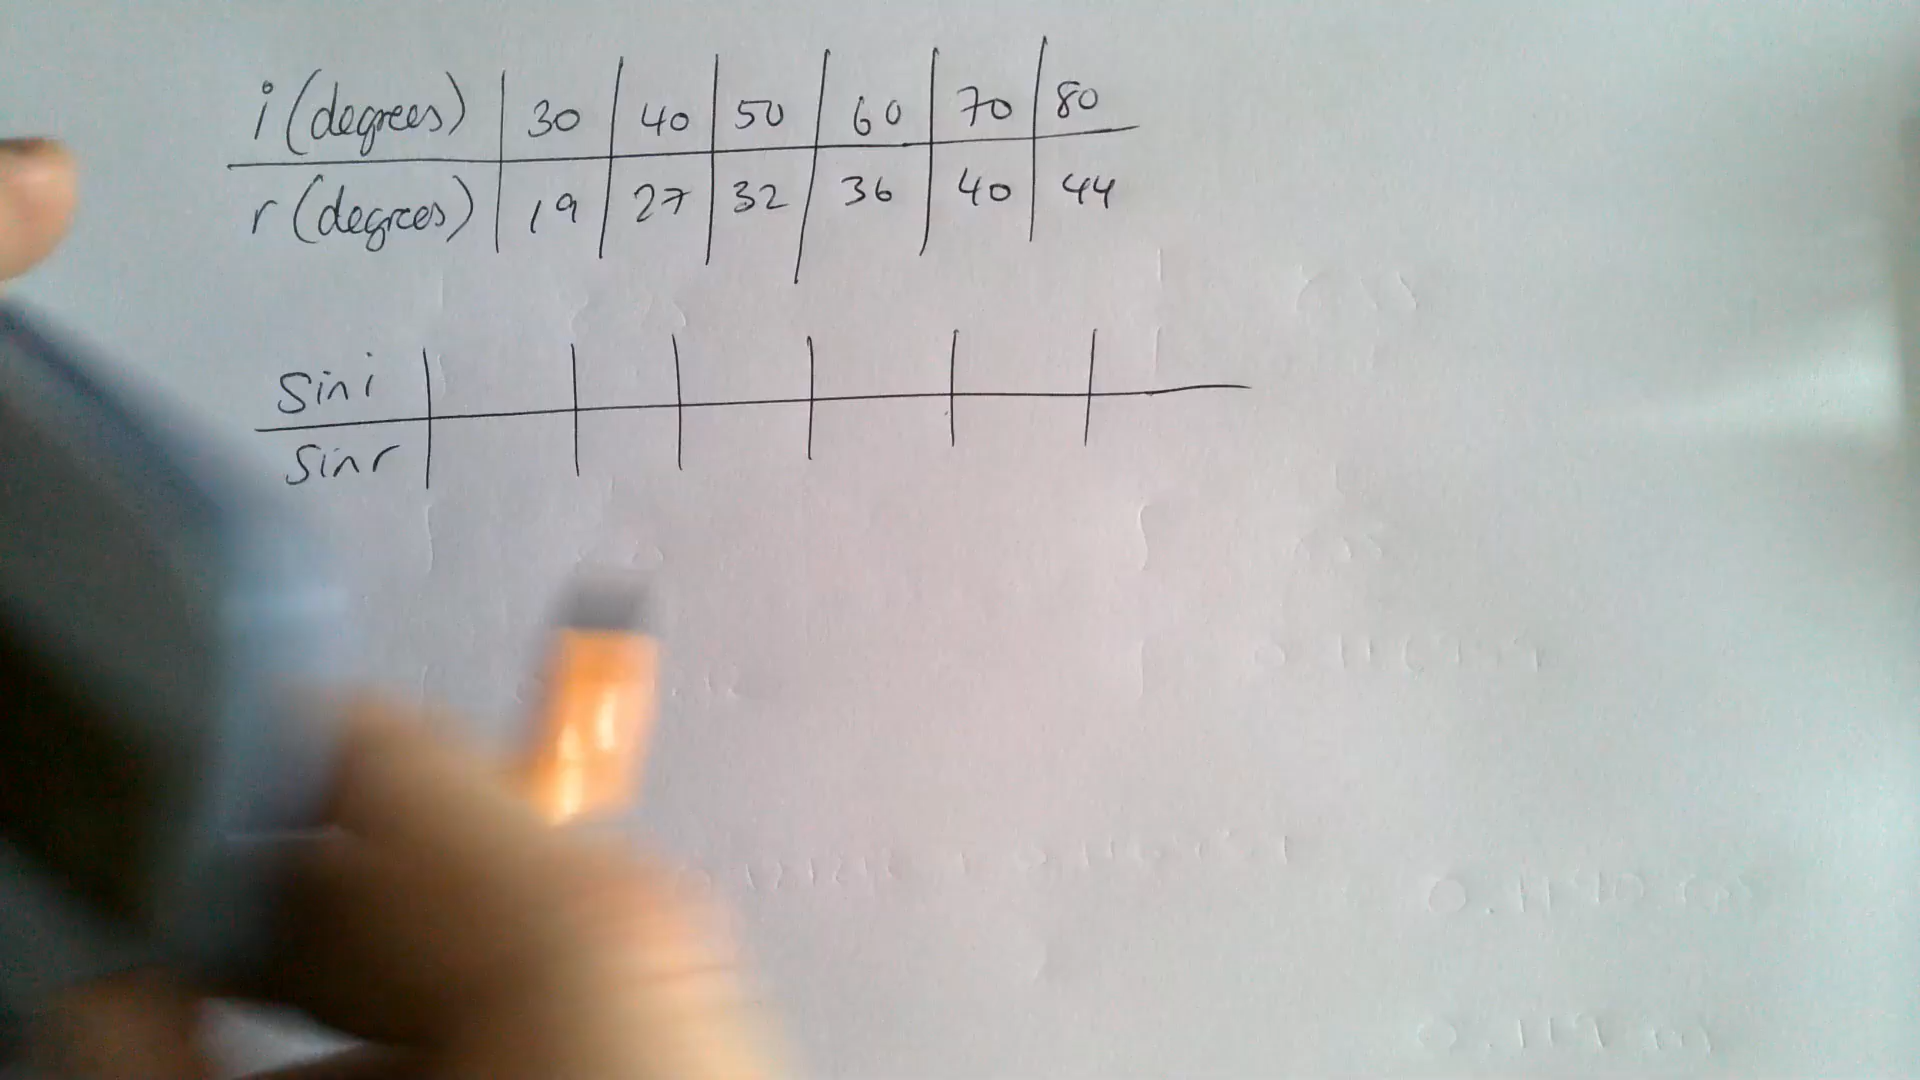 i (degrees) 30 40 50 60 70 80
r (degrees) 19 27 32 36 40 44
Sin i
Sin r